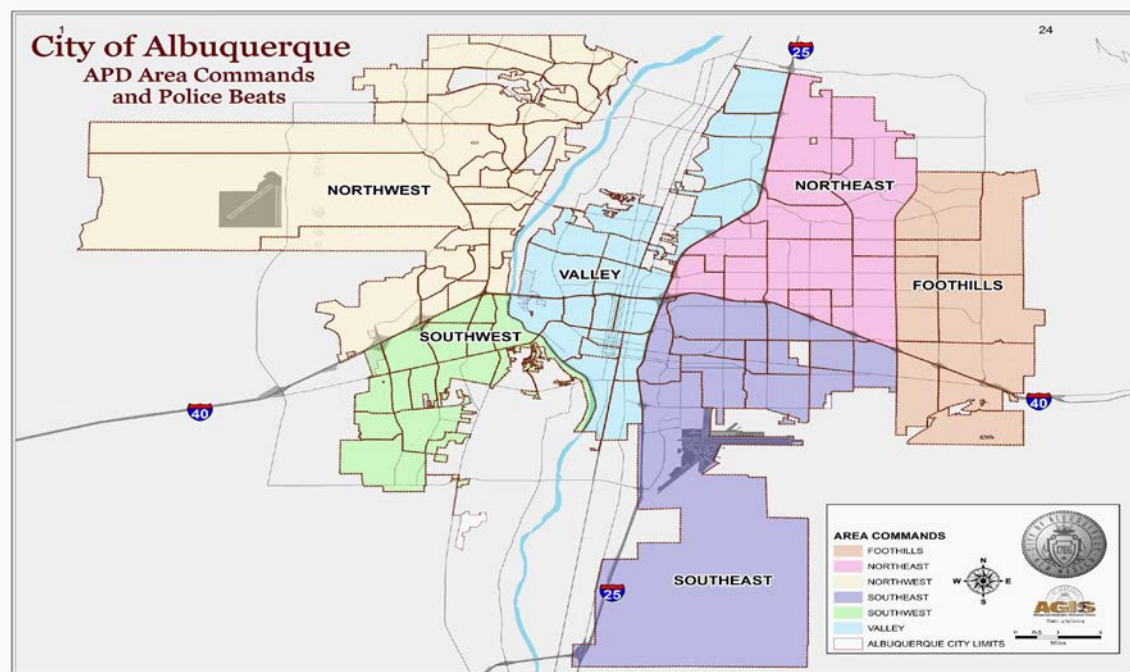 1
24
City of Albuquerque
APD Area Commands
and Police Beats
25
NORTHWEST
NORTHEAST
VALLEY
FOOTHILLS
SOUTHWEST
40
40
SOUTHEAST
25
AREA COMMANDS
FOOTHILLS
NORTHEAST
NORTHWEST
SOUTHEAST
SOUTHWEST
VALLEY
ALBUQUERQUE CITY LIMITS
N
W E
S
1706
AGIS
Miles